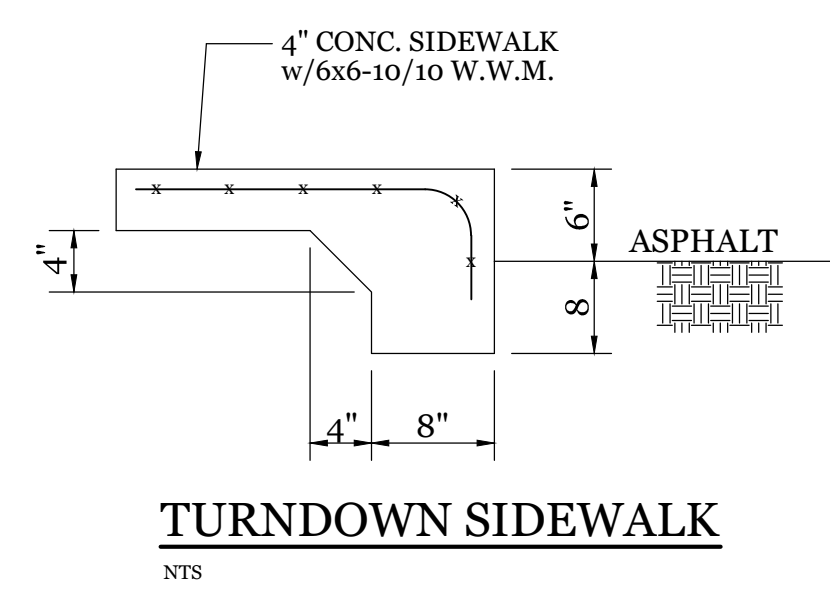 4" CONC. SIDEWALK
w/6x6-10/10 W.W.M.
x x x x x
x
6"
ASPHALT
4"
8
4" 8"
TURNDOWN SIDEWALK
NTS